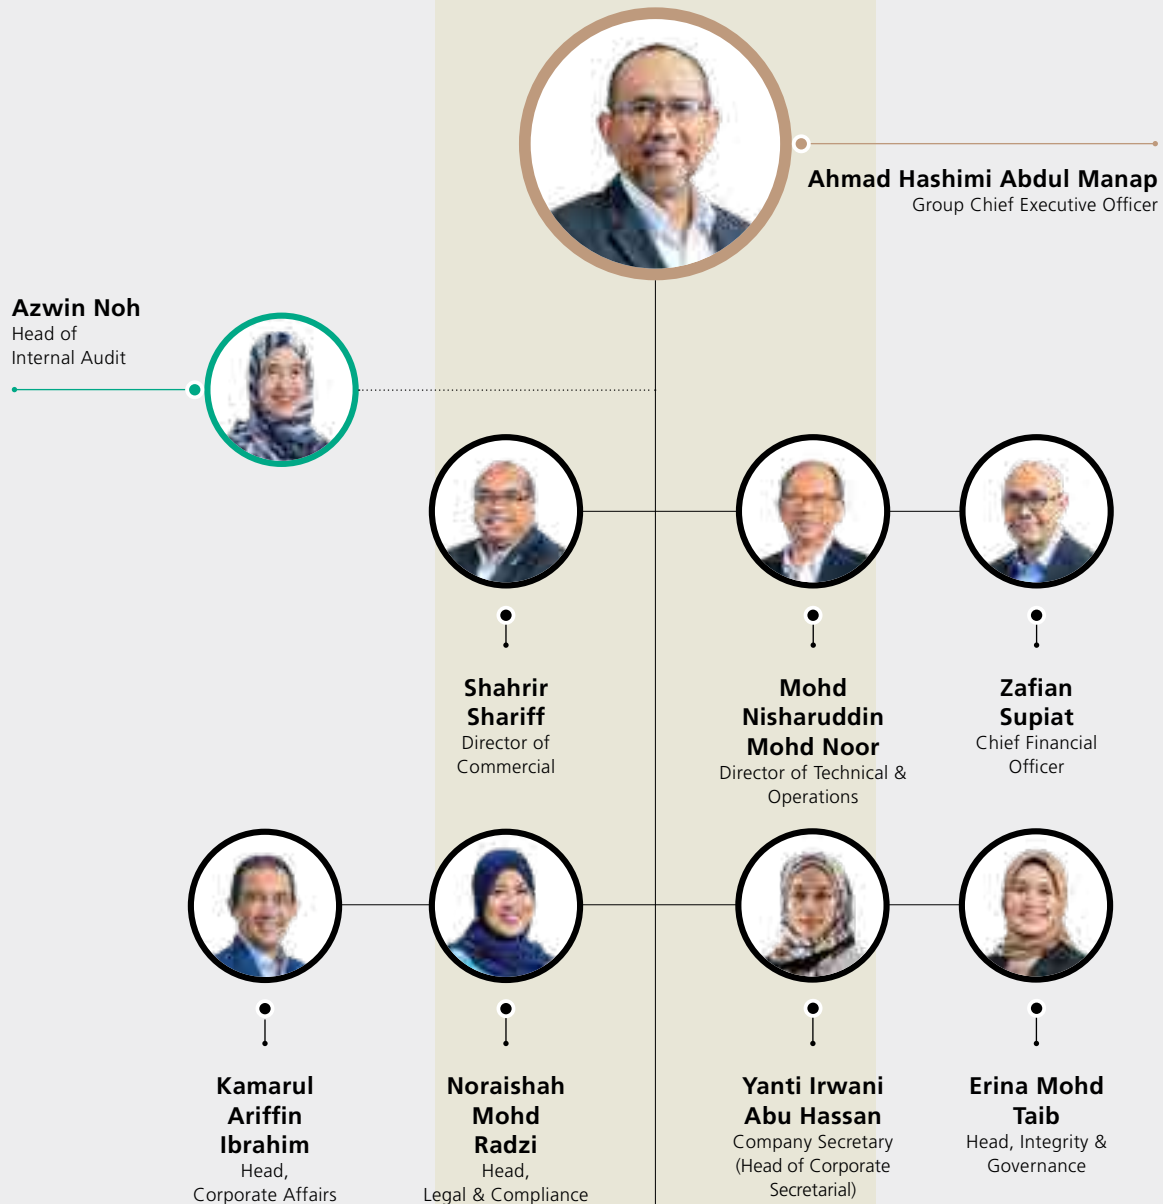 Ahmad Hashimi Abdul Manap
Group Chief Executive Officer
Azwin Noh
Head of
Internal Audit
Shahrir
Shariff
Director of
Commercial
Mohd
Nisharuddin
Mohd Noor
Director of Technical &
Operations
Zafian
Supiat
Chief Financial
Officer
Kamarul
Ariffin
Ibrahim
Head,
Corporate Affairs
Noraishah
Mohd
Radzi
Head,
Legal & Compliance
Yanti Irwani
Abu Hassan
Company Secretary
(Head of Corporate
Secretarial)
Erina Mohd
Taib
Head, Integrity &
Governance